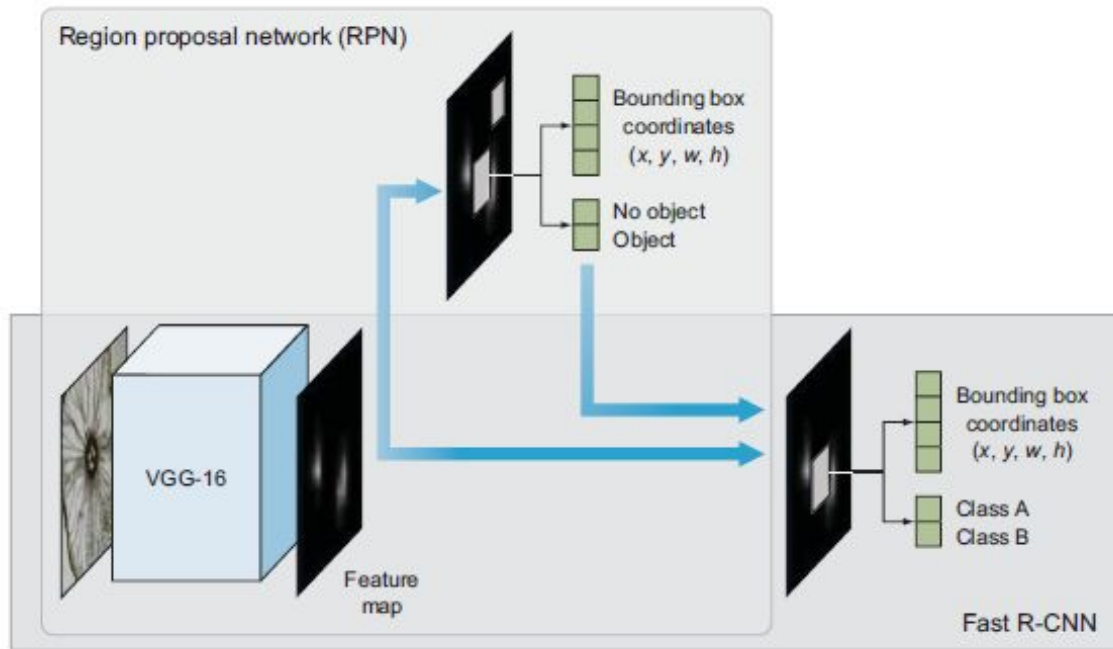 Region proposal network (RPN)
Bounding box
coordinates
(x, y, w, h)
No object
Object
VGG-16
Feature
map
Bounding box
coordinates
(x, y, w, h)
Class A
Class B
Fast R-CNN